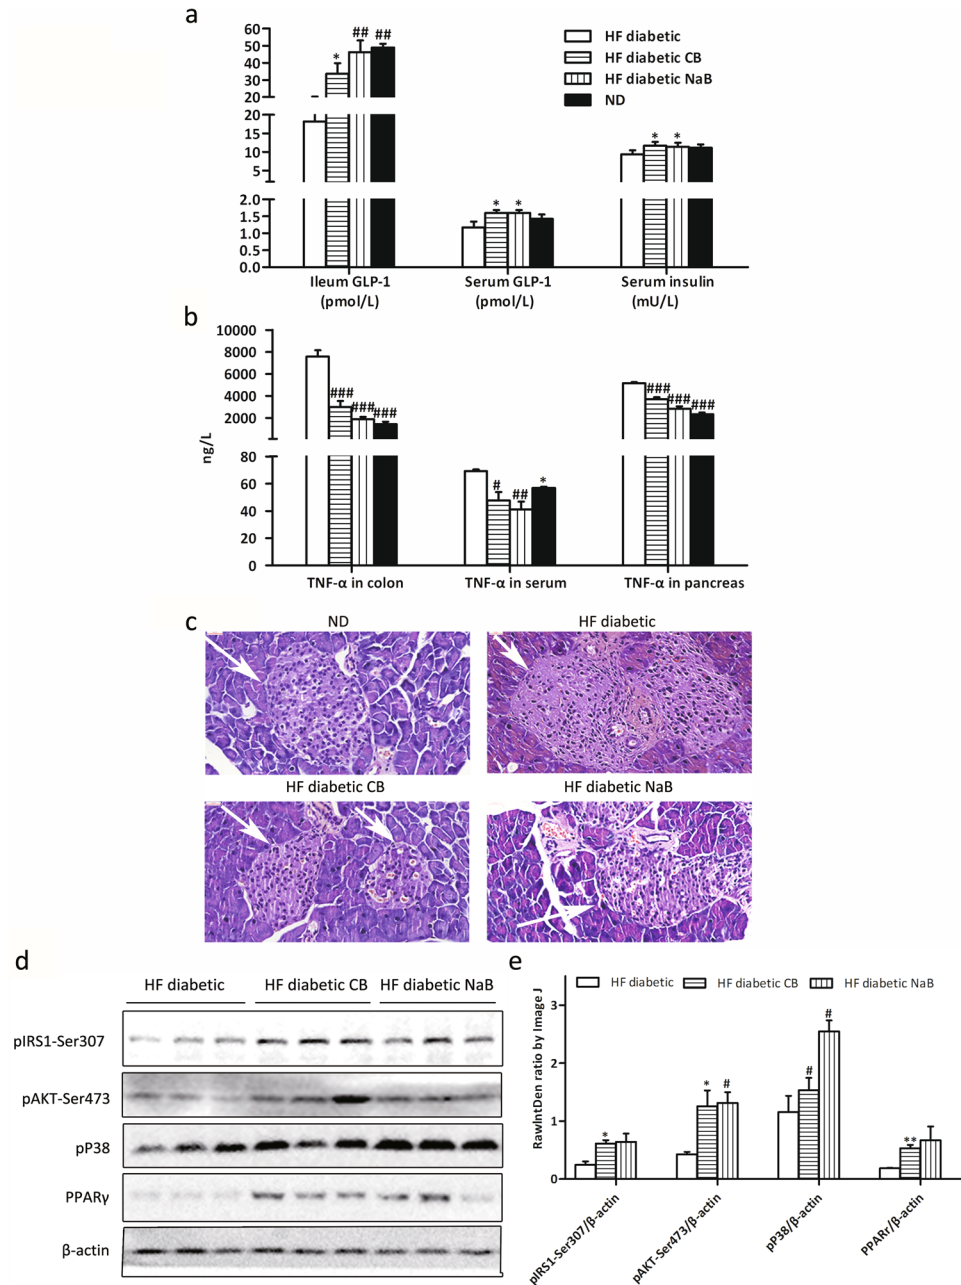 a
60
50
40
30
20
20
15
10
5
2.0
1.5
1.0
0.5
0.0
*
##
##
*
*
*
*
HF diabetic
HF diabetic CB
HF diabetic NaB
ND
Ileum GLP-1
(pmol/L)
Serum GLP-1
(pmol/L)
Serum insulin
(mU/L)
b
ng/L
10000
8000
6000
4000
2000
80
60
40
20
0
###
###
###
#
##
*
###
###
###
TNF-α in colon
TNF-α in serum
TNF-α in pancreas
c
ND
HF diabetic
HF diabetic CB
HF diabetic NaB
d
HF diabetic
HF diabetic CB
HF diabetic NaB
pIRS1-Ser307
pAKT-Ser473
pP38
PPARγ
β-actin
e
HF diabetic
HF diabetic CB
HF diabetic NaB
RawIntDen ratio by Image J
3
2
1
0
*
*
#
#
#
**
pIRS1-Ser307/β-actin
pAKT-Ser473/β-actin
pP38/β-actin
PPARr/β-actin